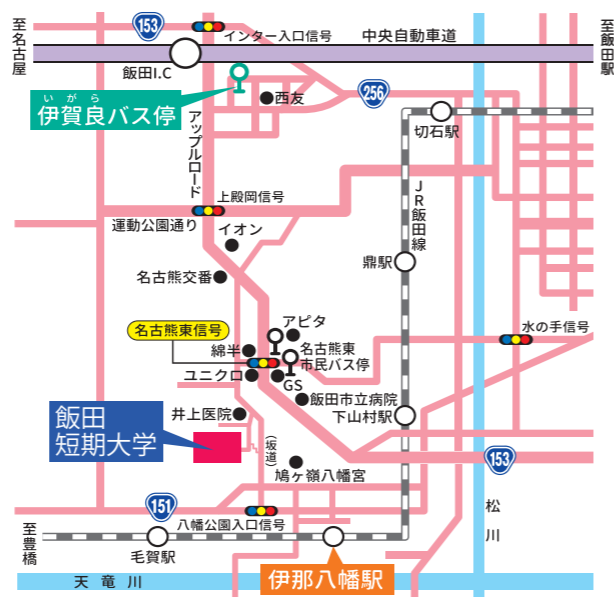 至名古屋
153
インター入口信号
中央自動車道
至飯田駅
飯田I.C
いがら
伊賀良バス停
西友
256
切石駅
アップルロード
上殿岡信号
JR飯田線
運動公園通り
イオン
鼎駅
名古熊交番
名古熊東信号
アピタ
水の手信号
綿半
名古熊東
市民バス停
ユニクロ
GS
飯田市立病院
井上医院
下山村駅
飯田
短期大学
(坂道)
鳩ヶ嶺八幡宮
153
151
松川
八幡公園入口信号
至豊橋
毛賀駅
天竜川
伊那八幡駅